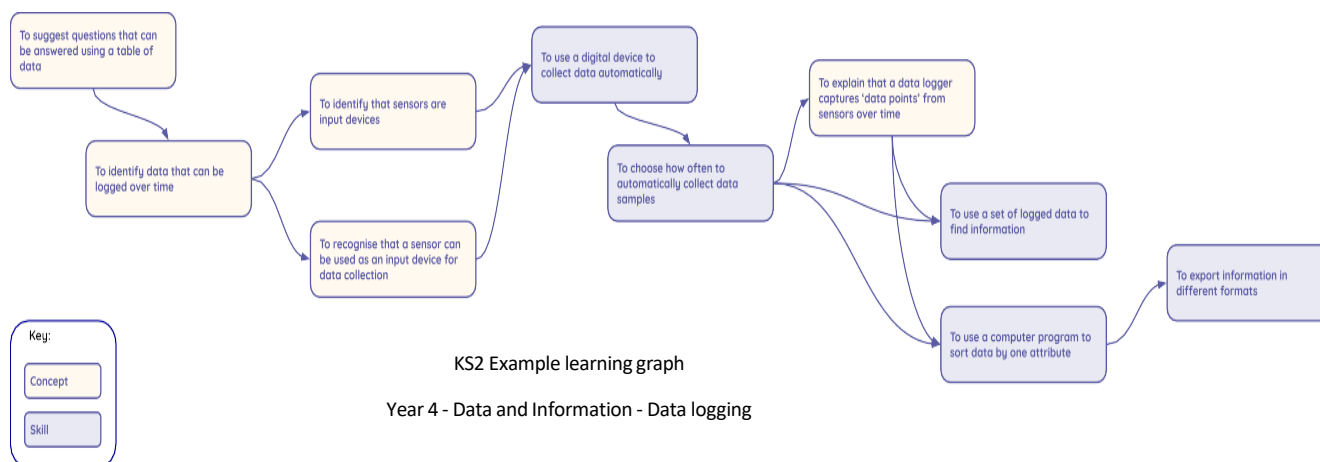 To suggest questions that can
be answered using a table of
data
To identify data that can be
logged over time
To identify that sensors are
input devices
To recognise that a sensor can
be used as an input device for
data collection
To use a digital device to
collect data automatically
To choose how often to
automatically collect data
samples
To explain that a data logger
captures ‘data points’ from
sensors over time
To use a set of logged data to
find information
To use a computer program to
sort data by one attribute
To export information in
different formats
Key:
Concept
Skill
KS2 Example learning graph
Year 4 - Data and Information - Data logging